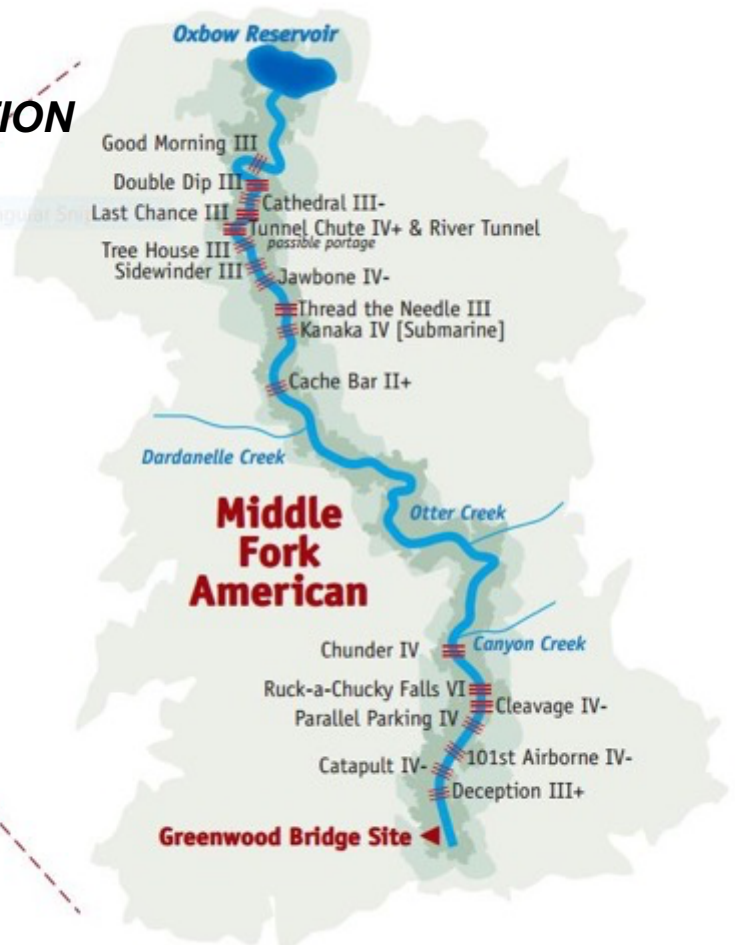 Oxbow Reservoir
TION
Good Morning III
Double Dip III
Cathedral III-
Last Chance III
Tunnel Chute IV+ & River Tunnel
possible portage
Tree House III
Sidewinder III
Jawbone IV-
Thread the Needle III
Kanaka IV [Submarine]
Cache Bar II+
Dardanelle Creek
Middle
Fork
American
Otter Creek
Chunder IV
Canyon Creek
Ruck-a-Chucky Falls VI
Cleavage IV-
Parallel Parking IV
101st Airborne IV-
Catapult IV-
Deception III+
Greenwood Bridge Site